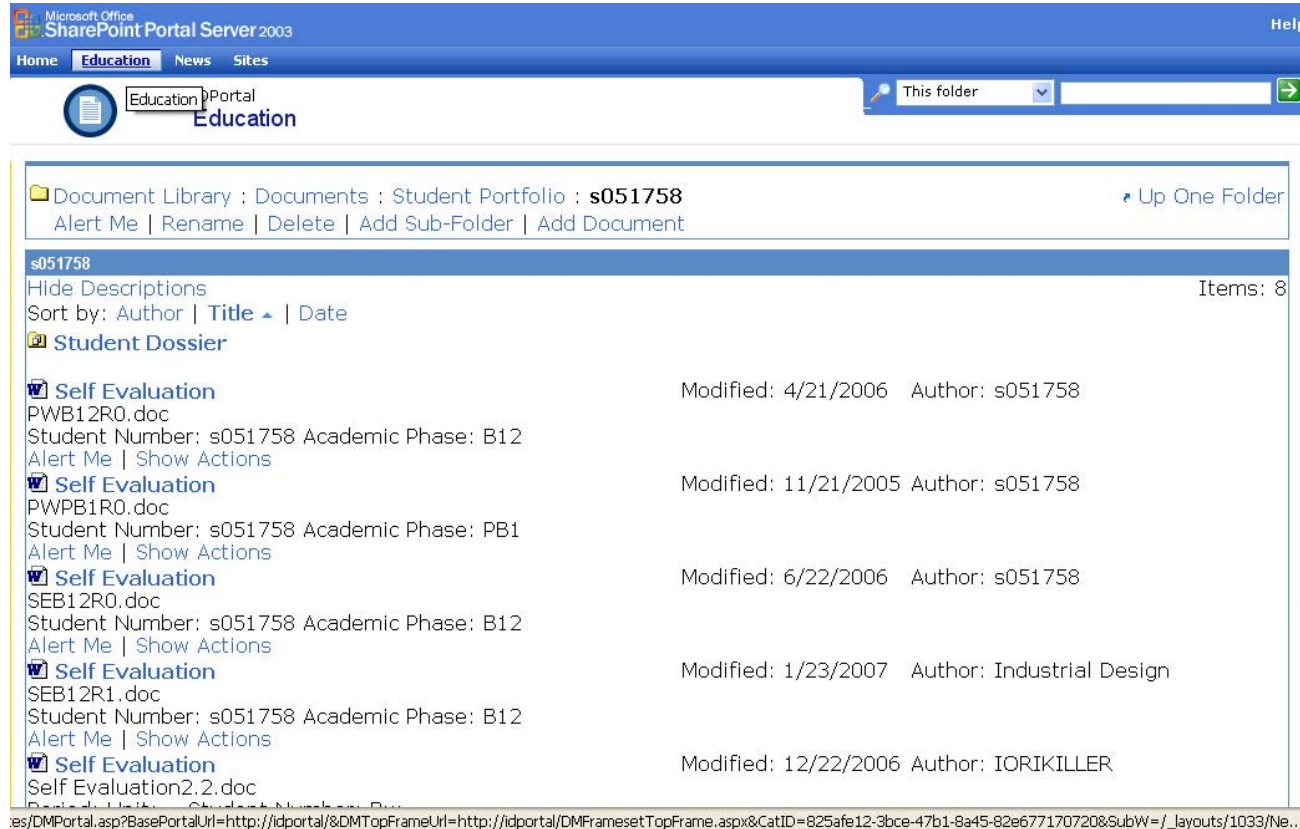 Microsoft Office
SharePoint Portal Server 2003
Help
Home Education News Sites
Education
Portal
Education
This folder
Document Library : Documents : Student Portfolio : s051758
Up One Folder
Alert Me | Rename | Delete | Add Sub-Folder | Add Document
s051758
Hide Descriptions
Items: 8
Sort by: Author | Title | Date
Student Dossier
Self Evaluation Modified: 4/21/2006 Author: s051758
PWB12R0.doc
Student Number: s051758 Academic Phase: B12
Alert Me | Show Actions
Self Evaluation Modified: 11/21/2005 Author: s051758
PWPB1R0.doc
Student Number: s051758 Academic Phase: PB1
Alert Me | Show Actions
Self Evaluation Modified: 6/22/2006 Author: s051758
SEB12R0.doc
Student Number: s051758 Academic Phase: B12
Alert Me | Show Actions
Self Evaluation Modified: 1/23/2007 Author: Industrial Design
SEB12R1.doc
Student Number: s051758 Academic Phase: B12
Alert Me | Show Actions
Self Evaluation Modified: 12/22/2006 Author: IORIKILLER
Self Evaluation2.2.doc
es/DMPortal.asp?BasePortalUrl=http://idportal/&DMTopFrameUrl=http://idportal/DMFramesetTopFrame.aspx&CatID=825afe12-3bce-47b1-8a45-82e677170720&SubW=/_layouts/1033/Ne..